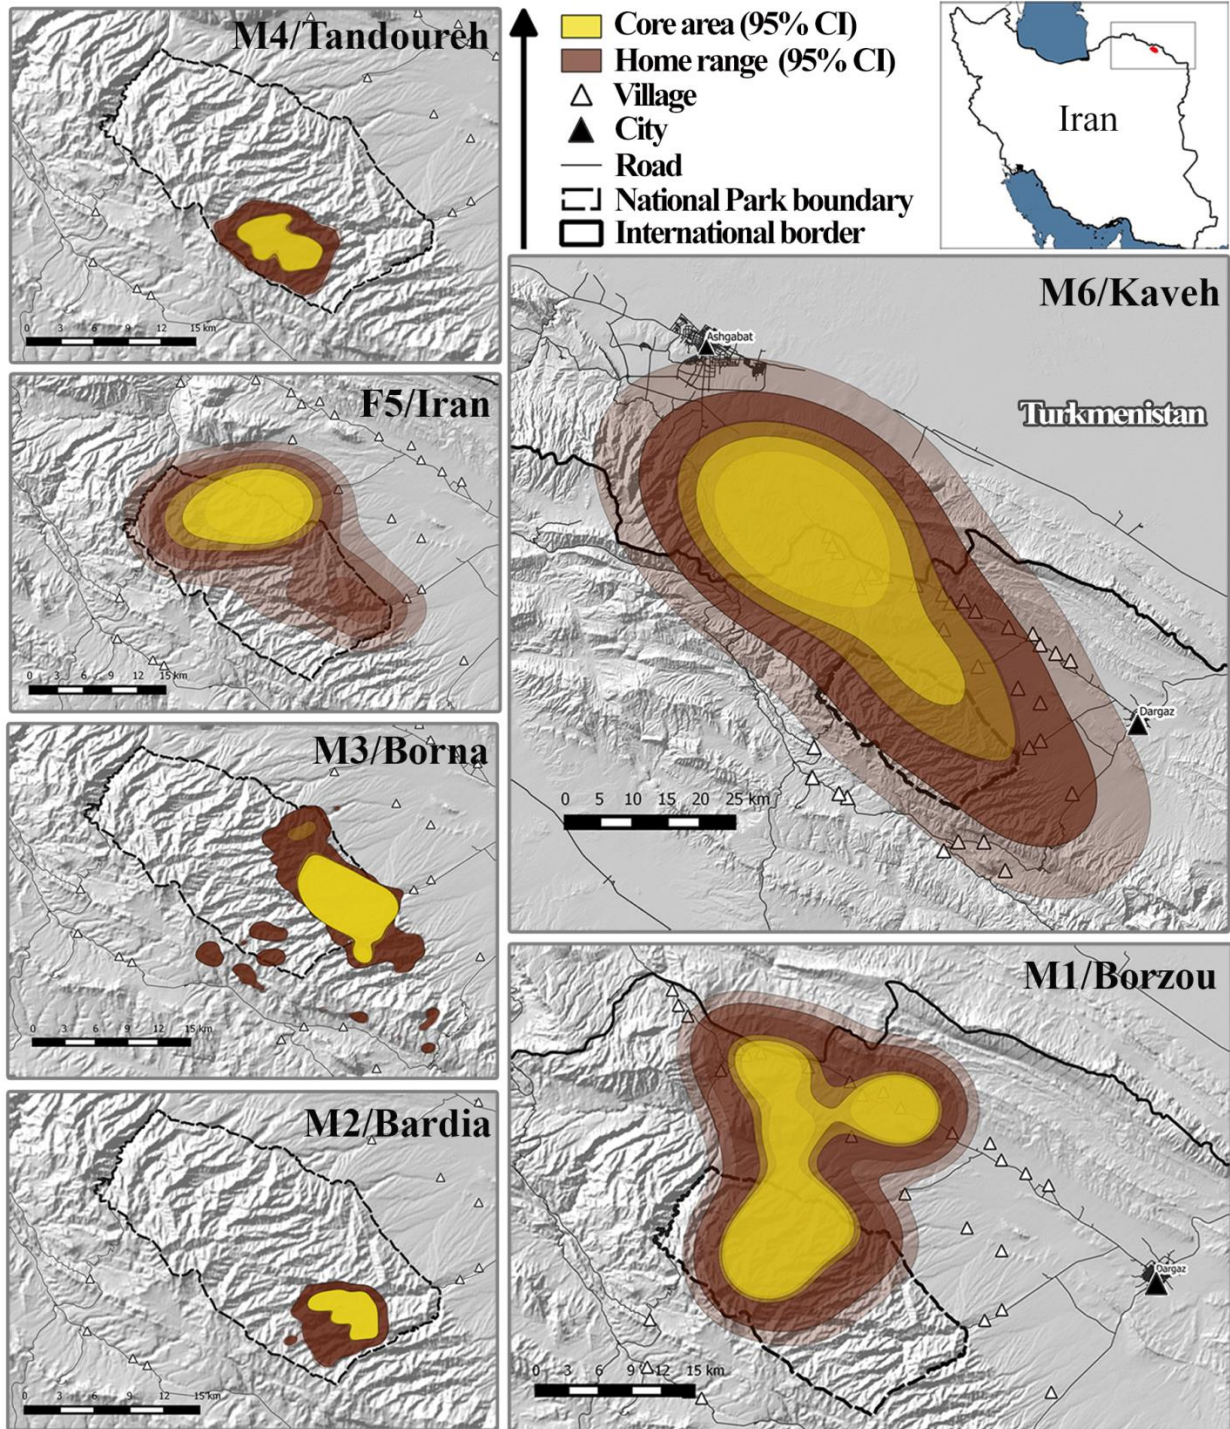 M4/Tandoureh
0 3 6 9 12 15 km
Core area (95% CI)
Home range (95% CI)
Village
City
Road
National Park boundary
International border
Iran
F5/Iran
0 3 6 9 12 15 km
M6/Kaveh
Ashgabat
Turkmenistan
Dargaz
0 5 10 15 20 25 km
M3/Borna
0 3 6 9 12 15 km
M2/Bardia
0 3 6 9 12 15 km
M1/Borzou
Dargaz
0 3 6 9 12 15 km